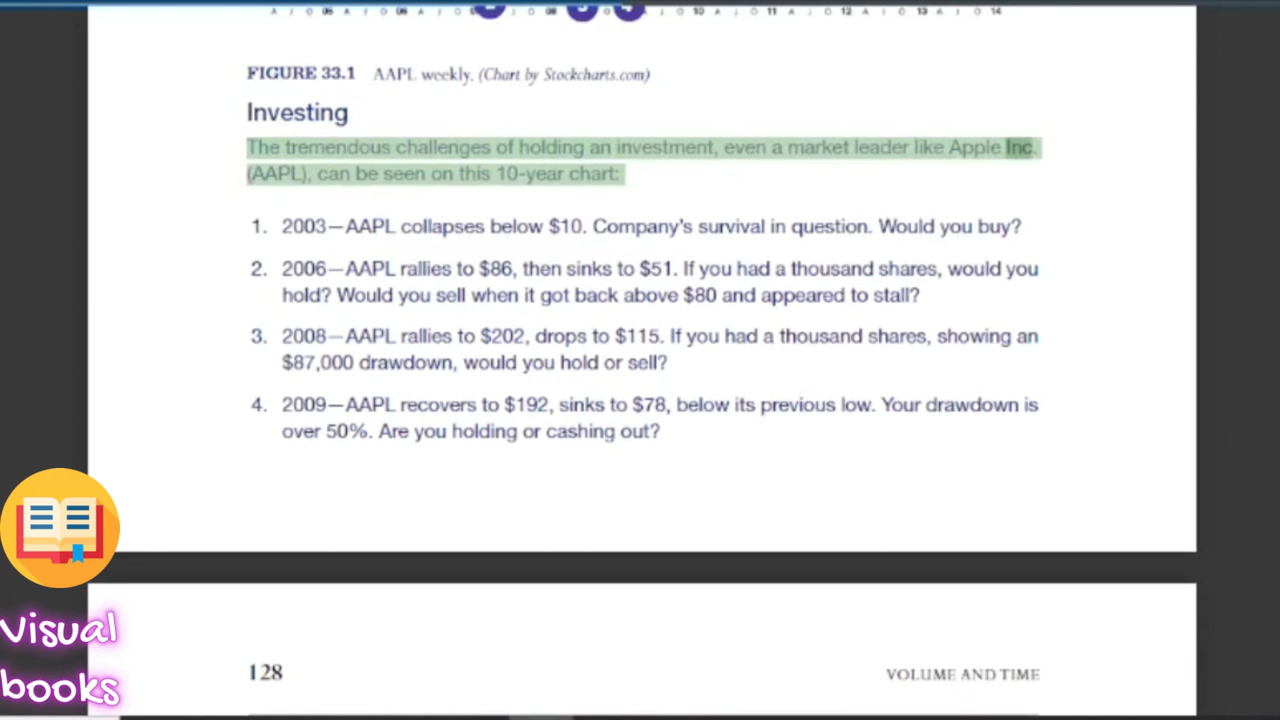 FIGURE 33.1 AAPL weekly. (Chart by Stockcharts.com)
Investing
The tremendous challenges of holding an investment, even a market leader like Apple Inc.
(AAPL), can be seen on this 10-year chart:
1. 2003—AAPL collapses below $10. Company's survival in question. Would you buy?
2. 2006—AAPL rallies to $86, then sinks to $51. If you had a thousand shares, would you
hold? Would you sell when it got back above $80 and appeared to stall?
3. 2008—AAPL rallies to $202, drops to $115. If you had a thousand shares, showing an
$87,000 drawdown, would you hold or sell?
4. 2009—AAPL recovers to $192, sinks to $78, below its previous low. Your drawdown is
over 50%. Are you holding or cashing out?
Visual
books
128 VOLUME AND TIME